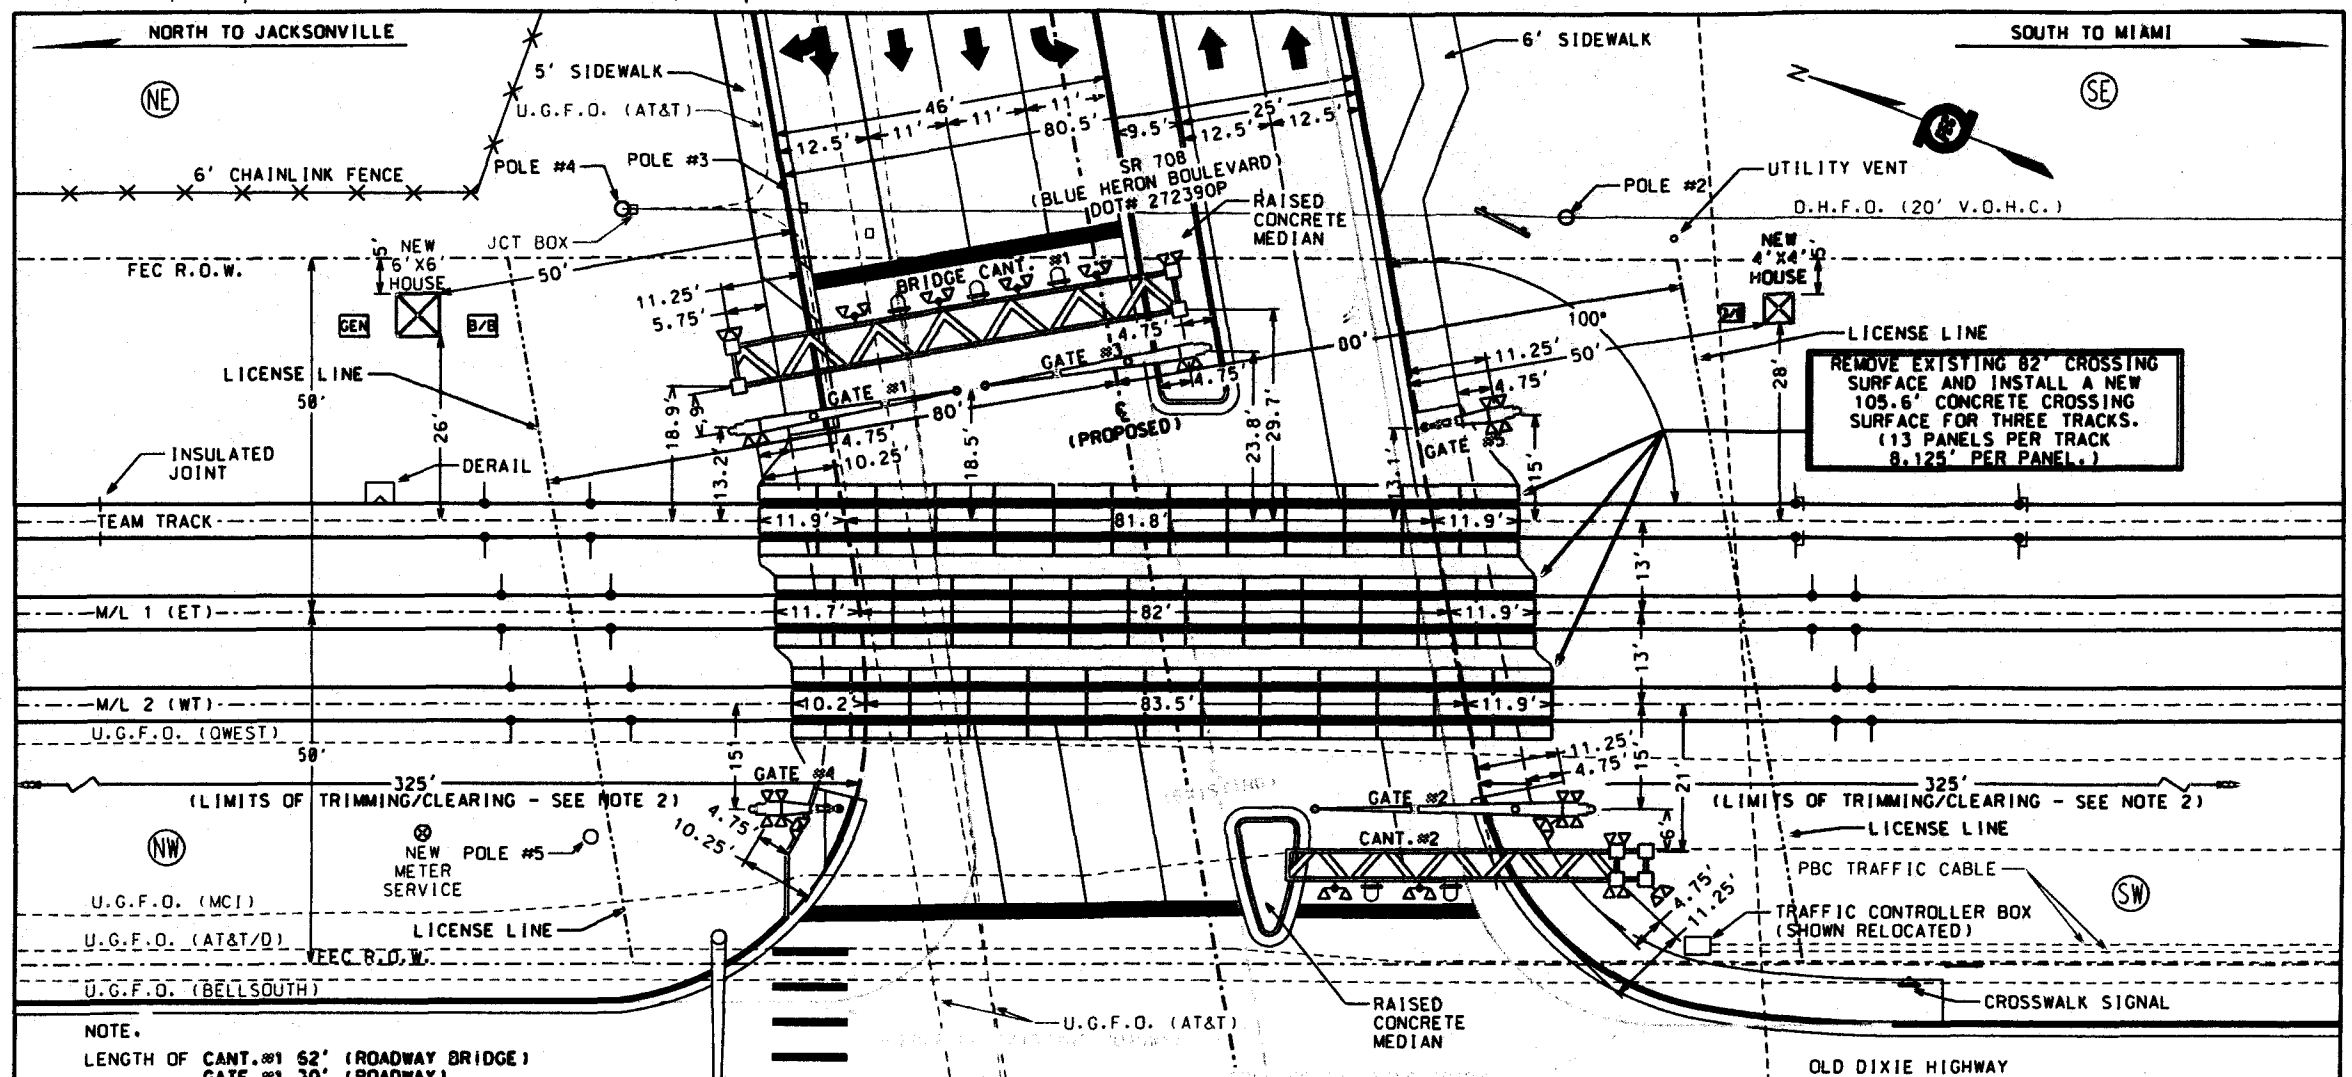 NORTH TO JACKSONVILLE
SOUTH TO MIAMI
NE
SE
N
5' SIDEWALK
6' SIDEWALK
U.G.F.O. (AT&T)
46'
12.5' 11' 11' 11'
80.5'
9.5'
25'
12.5' 12.5'
SR 708
(BLUE HERON BOULEVARD)
DOT# 272390P
6' CHAINLINK FENCE
POLE #4
POLE #3
POLE #2
UTILITY VENT
O.H.F.O. (20' V.O.H.C.)
RAISED
CONCRETE
MEDIAN
JCT BOX
FEC R.O.W.
5'
NEW
6'X6'
HOUSE
50'
NEW
4'X4'
HOUSE
5'
GEN
B/B
BRIDGE CANT. #1
11.25'
5.75'
4.75'
GATE #3
4.75'
80'
100°
11.25'
50'
4.75'
28'
LICENSE LINE
LICENSE LINE
REMOVE EXISTING 82' CROSSING
SURFACE AND INSTALL A NEW
105.6' CONCRETE CROSSING
SURFACE FOR THREE TRACKS.
(13 PANELS PER TRACK
8.125' PER PANEL.)
50'
26'
18.9'
GATE #1
80'
4.75'
10.25'
13.2'
18.5'
(PROPOSED)
23.8'
29.7'
GATE #5
13.1'
15'
INSULATED
JOINT
DERAIL
TEAM TRACK
11.9' 81.8' 11.9'
13'
M/L 1 (ET)
11.7' 82' 11.9'
13'
M/L 2 (WT)
10.2' 83.5' 11.9'
U.G.F.O. (QWEST)
50'
15'
11.25'
4.75'
15'
21'
325'
(LIMITS OF TRIMMING/CLEARING - SEE NOTE 2)
GATE #4
4.75'
10.25'
(EXISTING)
GATE #2
325'
(LIMITS OF TRIMMING/CLEARING - SEE NOTE 2)
LICENSE LINE
6'
CANT.#2
NW
NEW
METER
SERVICE
POLE #5
PBC TRAFFIC CABLE
SW
4.75'
11.25'
TRAFFIC CONTROLLER BOX
(SHOWN RELOCATED)
U.G.F.O. (MCI)
U.G.F.O. (AT&T/D)
LICENSE LINE
FEC R.O.W.
U.G.F.O. (BELLSOUTH)
U.G.F.O. (AT&T)
RAISED
CONCRETE
MEDIAN
CROSSWALK SIGNAL
NOTE.
LENGTH OF CANT.#1 62' (ROADWAY BRIDGE)
GATE #1 30' (ROADWAY)
OLD DIXIE HIGHWAY